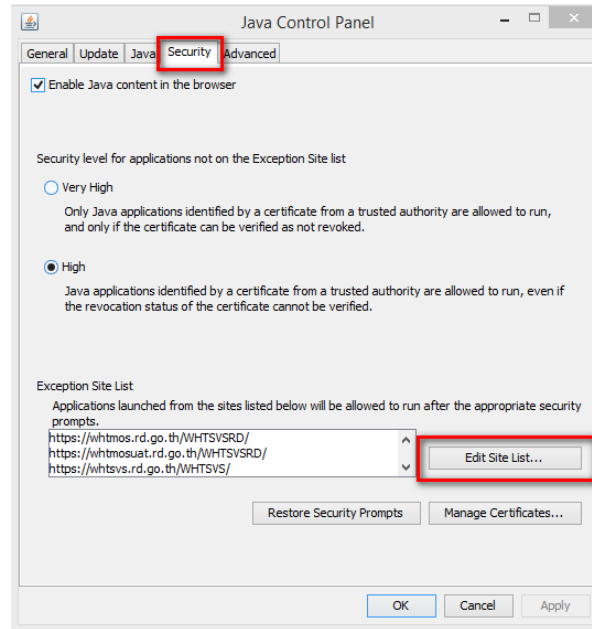 Java Control Panel
General Update Java Security Advanced
Enable Java content in the browser
Security level for applications not on the Exception Site list
Very High
Only Java applications identified by a certificate from a trusted authority are allowed to run,
and only if the certificate can be verified as not revoked.
High
Java applications identified by a certificate from a trusted authority are allowed to run, even if
the revocation status of the certificate cannot be verified.
Exception Site List
Applications launched from the sites listed below will be allowed to run after the appropriate security
prompts.
https://whtmos.rd.go.th/WHTSVSRD/
https://whtmosuat.rd.go.th/WHTSVSRD/
https://whtsvs.rd.go.th/WHTSVS/
Edit Site List...
Restore Security Prompts Manage Certificates...
OK Cancel Apply